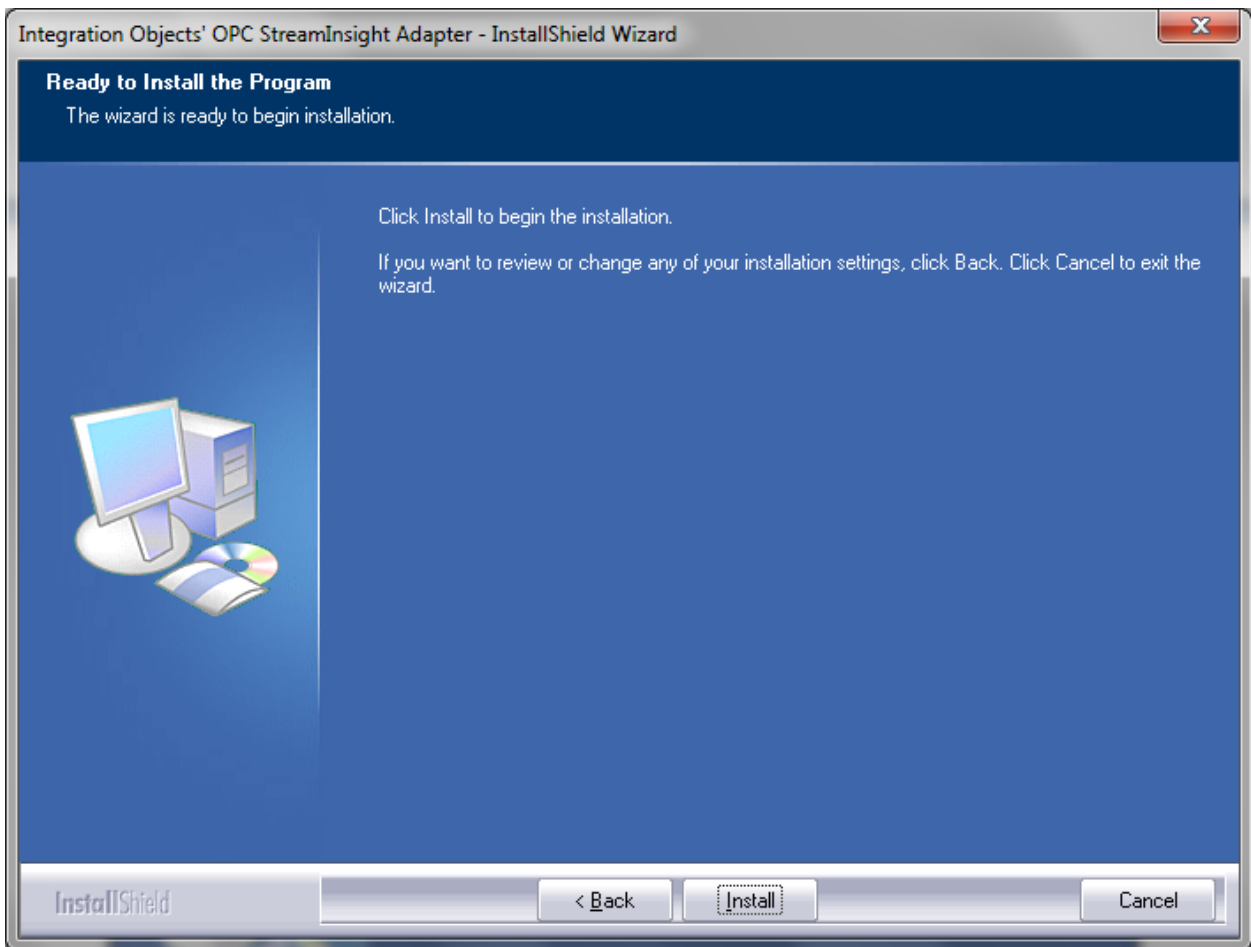 Integration Objects' OPC StreamInsight Adapter - InstallShield Wizard
Ready to Install the Program
The wizard is ready to begin installation.
Click Install to begin the installation.
If you want to review or change any of your installation settings, click Back. Click Cancel to exit the
wizard.
InstallShield
< Back
Install
Cancel